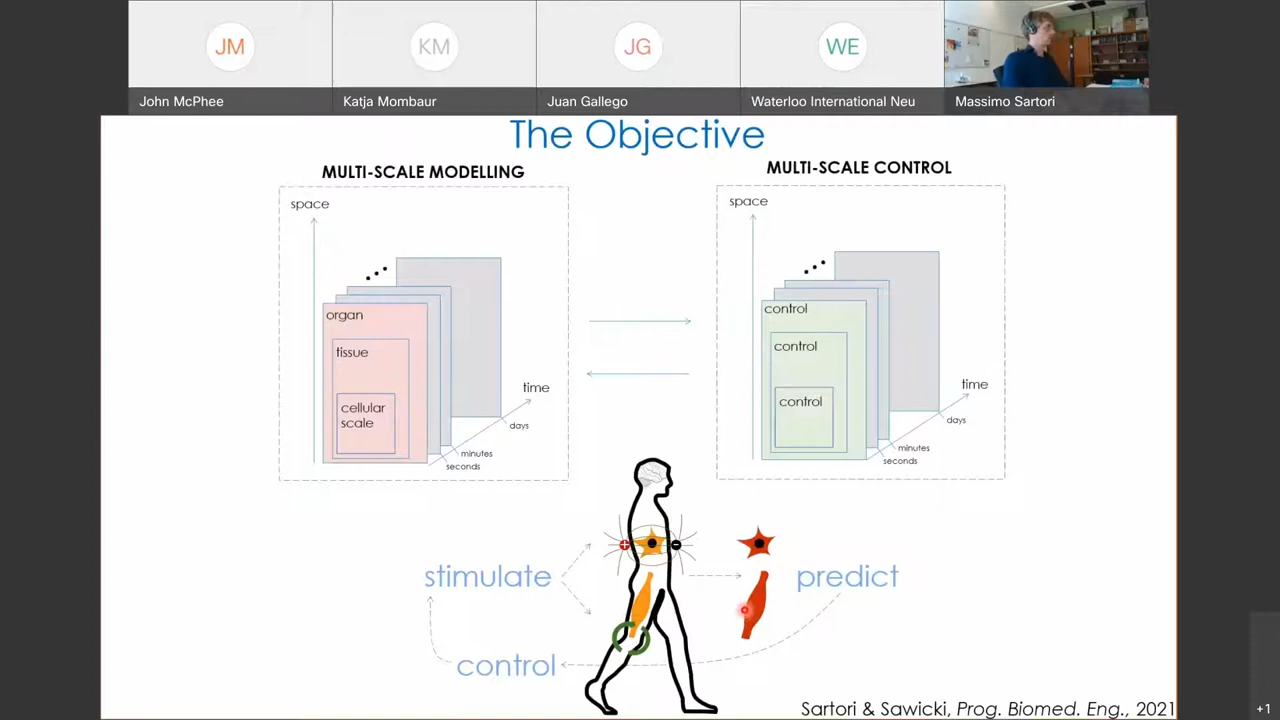 JM
KM
JG
WE
John McPhee
Katja Mombaur
Juan Gallego
Waterloo International Neu
Massimo Sartori
The Objective
MULTI-SCALE MODELLING
space
organ
tissue
cellular
scale
time
days
minutes
seconds
MULTI-SCALE CONTROL
space
control
control
control
time
days
minutes
seconds
stimulate
predict
control
Sartori & Sawicki, Prog. Biomed. Eng., 2021
+1